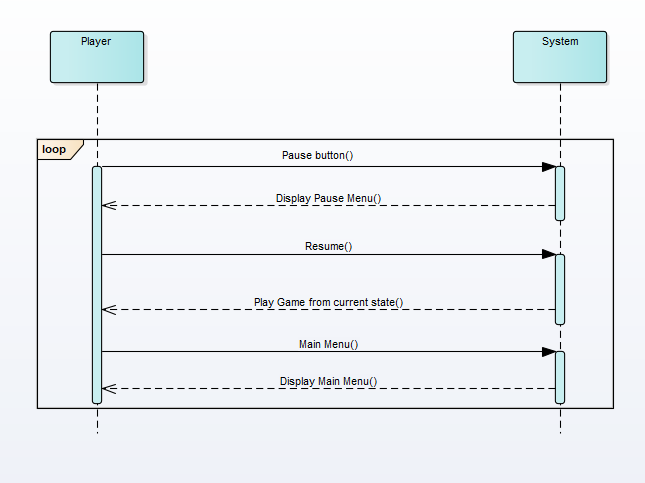 Player
System
loop
Pause button()
Display Pause Menu()
Resume()
Play Game from current state()
Main Menu()
Display Main Menu()